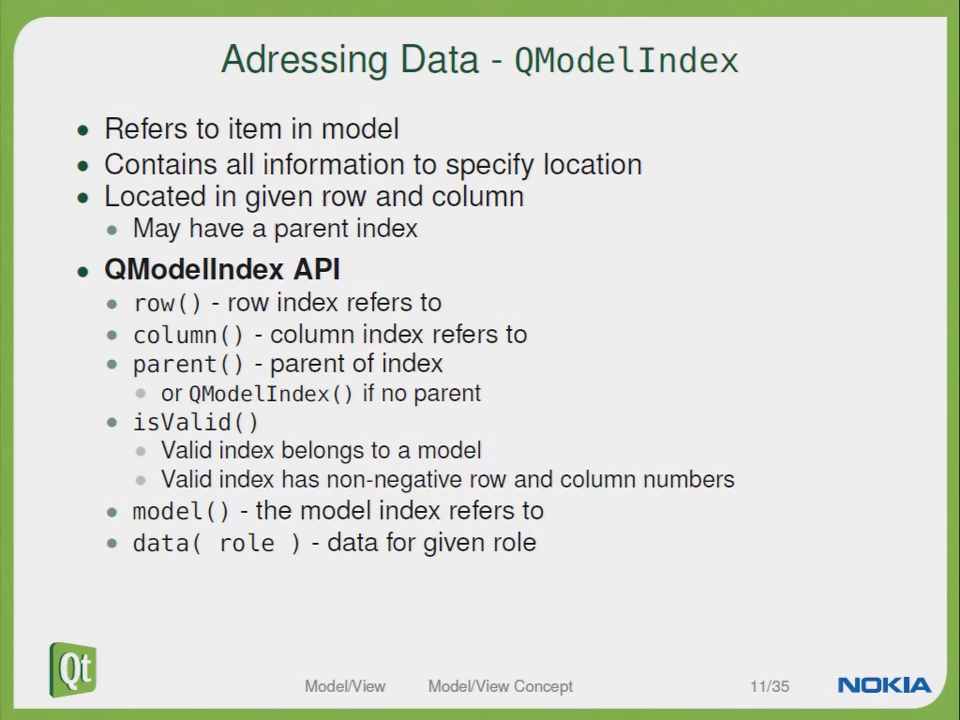 Adressing Data - QModelIndex
• Refers to item in model
• Contains all information to specify location
• Located in given row and column
• May have a parent index
• QModelIndex API
• row() - row index refers to
• column() - column index refers to
• parent() - parent of index
• or QModelIndex() if no parent
• isValid()
• Valid index belongs to a model
• Valid index has non-negative row and column numbers
• model() - the model index refers to
• data( role ) - data for given role
Qt
Model/View Model/View Concept 11/35
NOKIA